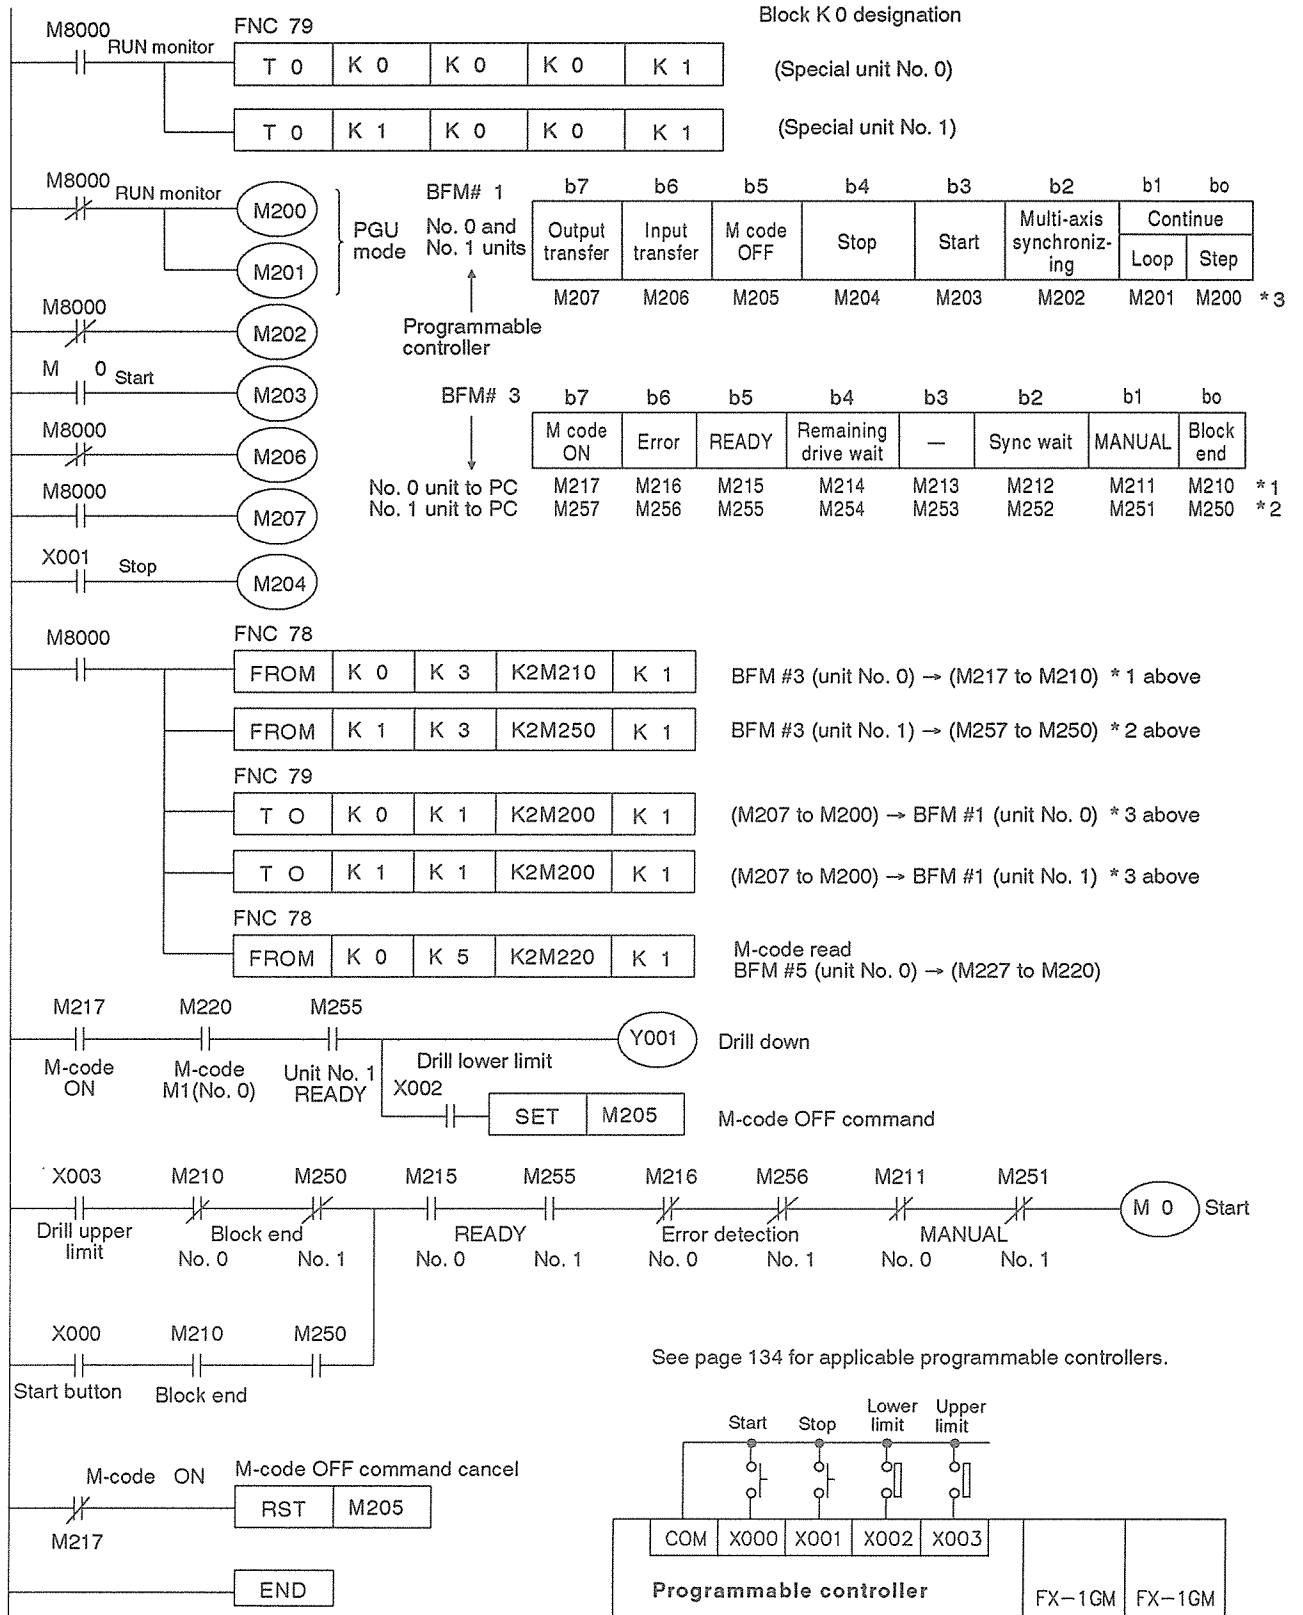 Block K 0 designation
M8000
RUN monitor
FNC 79
T 0 K 0 K 0 K 0 K 1
(Special unit No. 0)
T 0 K 1 K 0 K 0 K 1
(Special unit No. 1)
M8000
RUN monitor
M200
M201
PGU
mode
BFM# 1
No. 0 and
No. 1 units
b7 b6 b5 b4 b3 b2 b1 bo
Output transfer
Input transfer
M code OFF
Stop
Start
Multi-axis synchroniz-ing
Continue
Loop Step
M207 M206 M205 M204 M203 M202 M201 M200 *3
Programmable
controller
M8000
M202
M 0 Start
M203
M8000
M206
M8000
M207
X001 Stop
M204
BFM# 3
b7 b6 b5 b4 b3 b2 b1 bo
M code ON
Error
READY
Remaining drive wait
—
Sync wait
MANUAL
Block end
No. 0 unit to PC M217 M216 M215 M214 M213 M212 M211 M210 *1
No. 1 unit to PC M257 M256 M255 M254 M253 M252 M251 M250 *2
M8000
FNC 78
FROM K 0 K 3 K2M210 K 1
BFM #3 (unit No. 0) → (M217 to M210) *1 above
FROM K 1 K 3 K2M250 K 1
BFM #3 (unit No. 1) → (M257 to M250) *2 above
FNC 79
T O K 0 K 1 K2M200 K 1
(M207 to M200) → BFM #1 (unit No. 0) *3 above
T O K 1 K 1 K2M200 K 1
(M207 to M200) → BFM #1 (unit No. 1) *3 above
FNC 78
FROM K 0 K 5 K2M220 K 1
M-code read
BFM #5 (unit No. 0) → (M227 to M220)
M217 M220 M255
Y001
Drill down
M-code
ON
M-code
M1(No. 0)
Unit No. 1
READY
Drill lower limit
X002
SET M205
M-code OFF command
X003 M210 M250 M215 M255 M216 M256 M211 M251
M 0 Start
Drill upper
limit
Block end
READY
Error detection
MANUAL
No. 0 No. 1 No. 0 No. 1 No. 0 No. 1 No. 0 No. 1
X000 M210 M250
Start button Block end
See page 134 for applicable programmable controllers.
Start Stop
Lower
limit
Upper
limit
M-code ON
M-code OFF command cancel
M217
RST M205
END
COM X000 X001 X002 X003
Programmable controller
FX-1GM FX-1GM